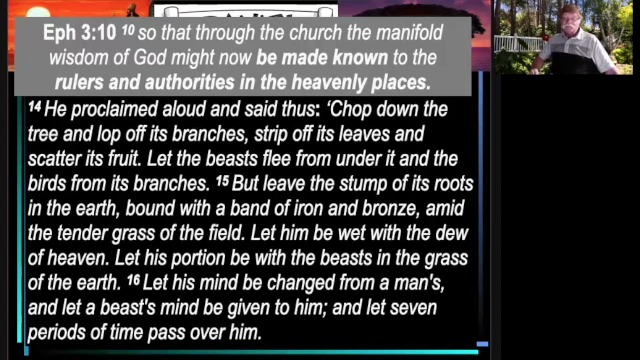 Eph 3:10 10 so that through the church the manifold
wisdom of God might now be made known to the
rulers and authorities in the heavenly places.
14 He proclaimed aloud and said thus: ‘Chop down the
tree and lop off its branches, strip off its leaves and
scatter its fruit. Let the beasts flee from under it and the
birds from its branches. 15 But leave the stump of its roots
in the earth, bound with a band of iron and bronze, amid
the tender grass of the field. Let him be wet with the dew
of heaven. Let his portion be with the beasts in the grass
of the earth. 16 Let his mind be changed from a man's,
and let a beast's mind be given to him; and let seven
periods of time pass over him.